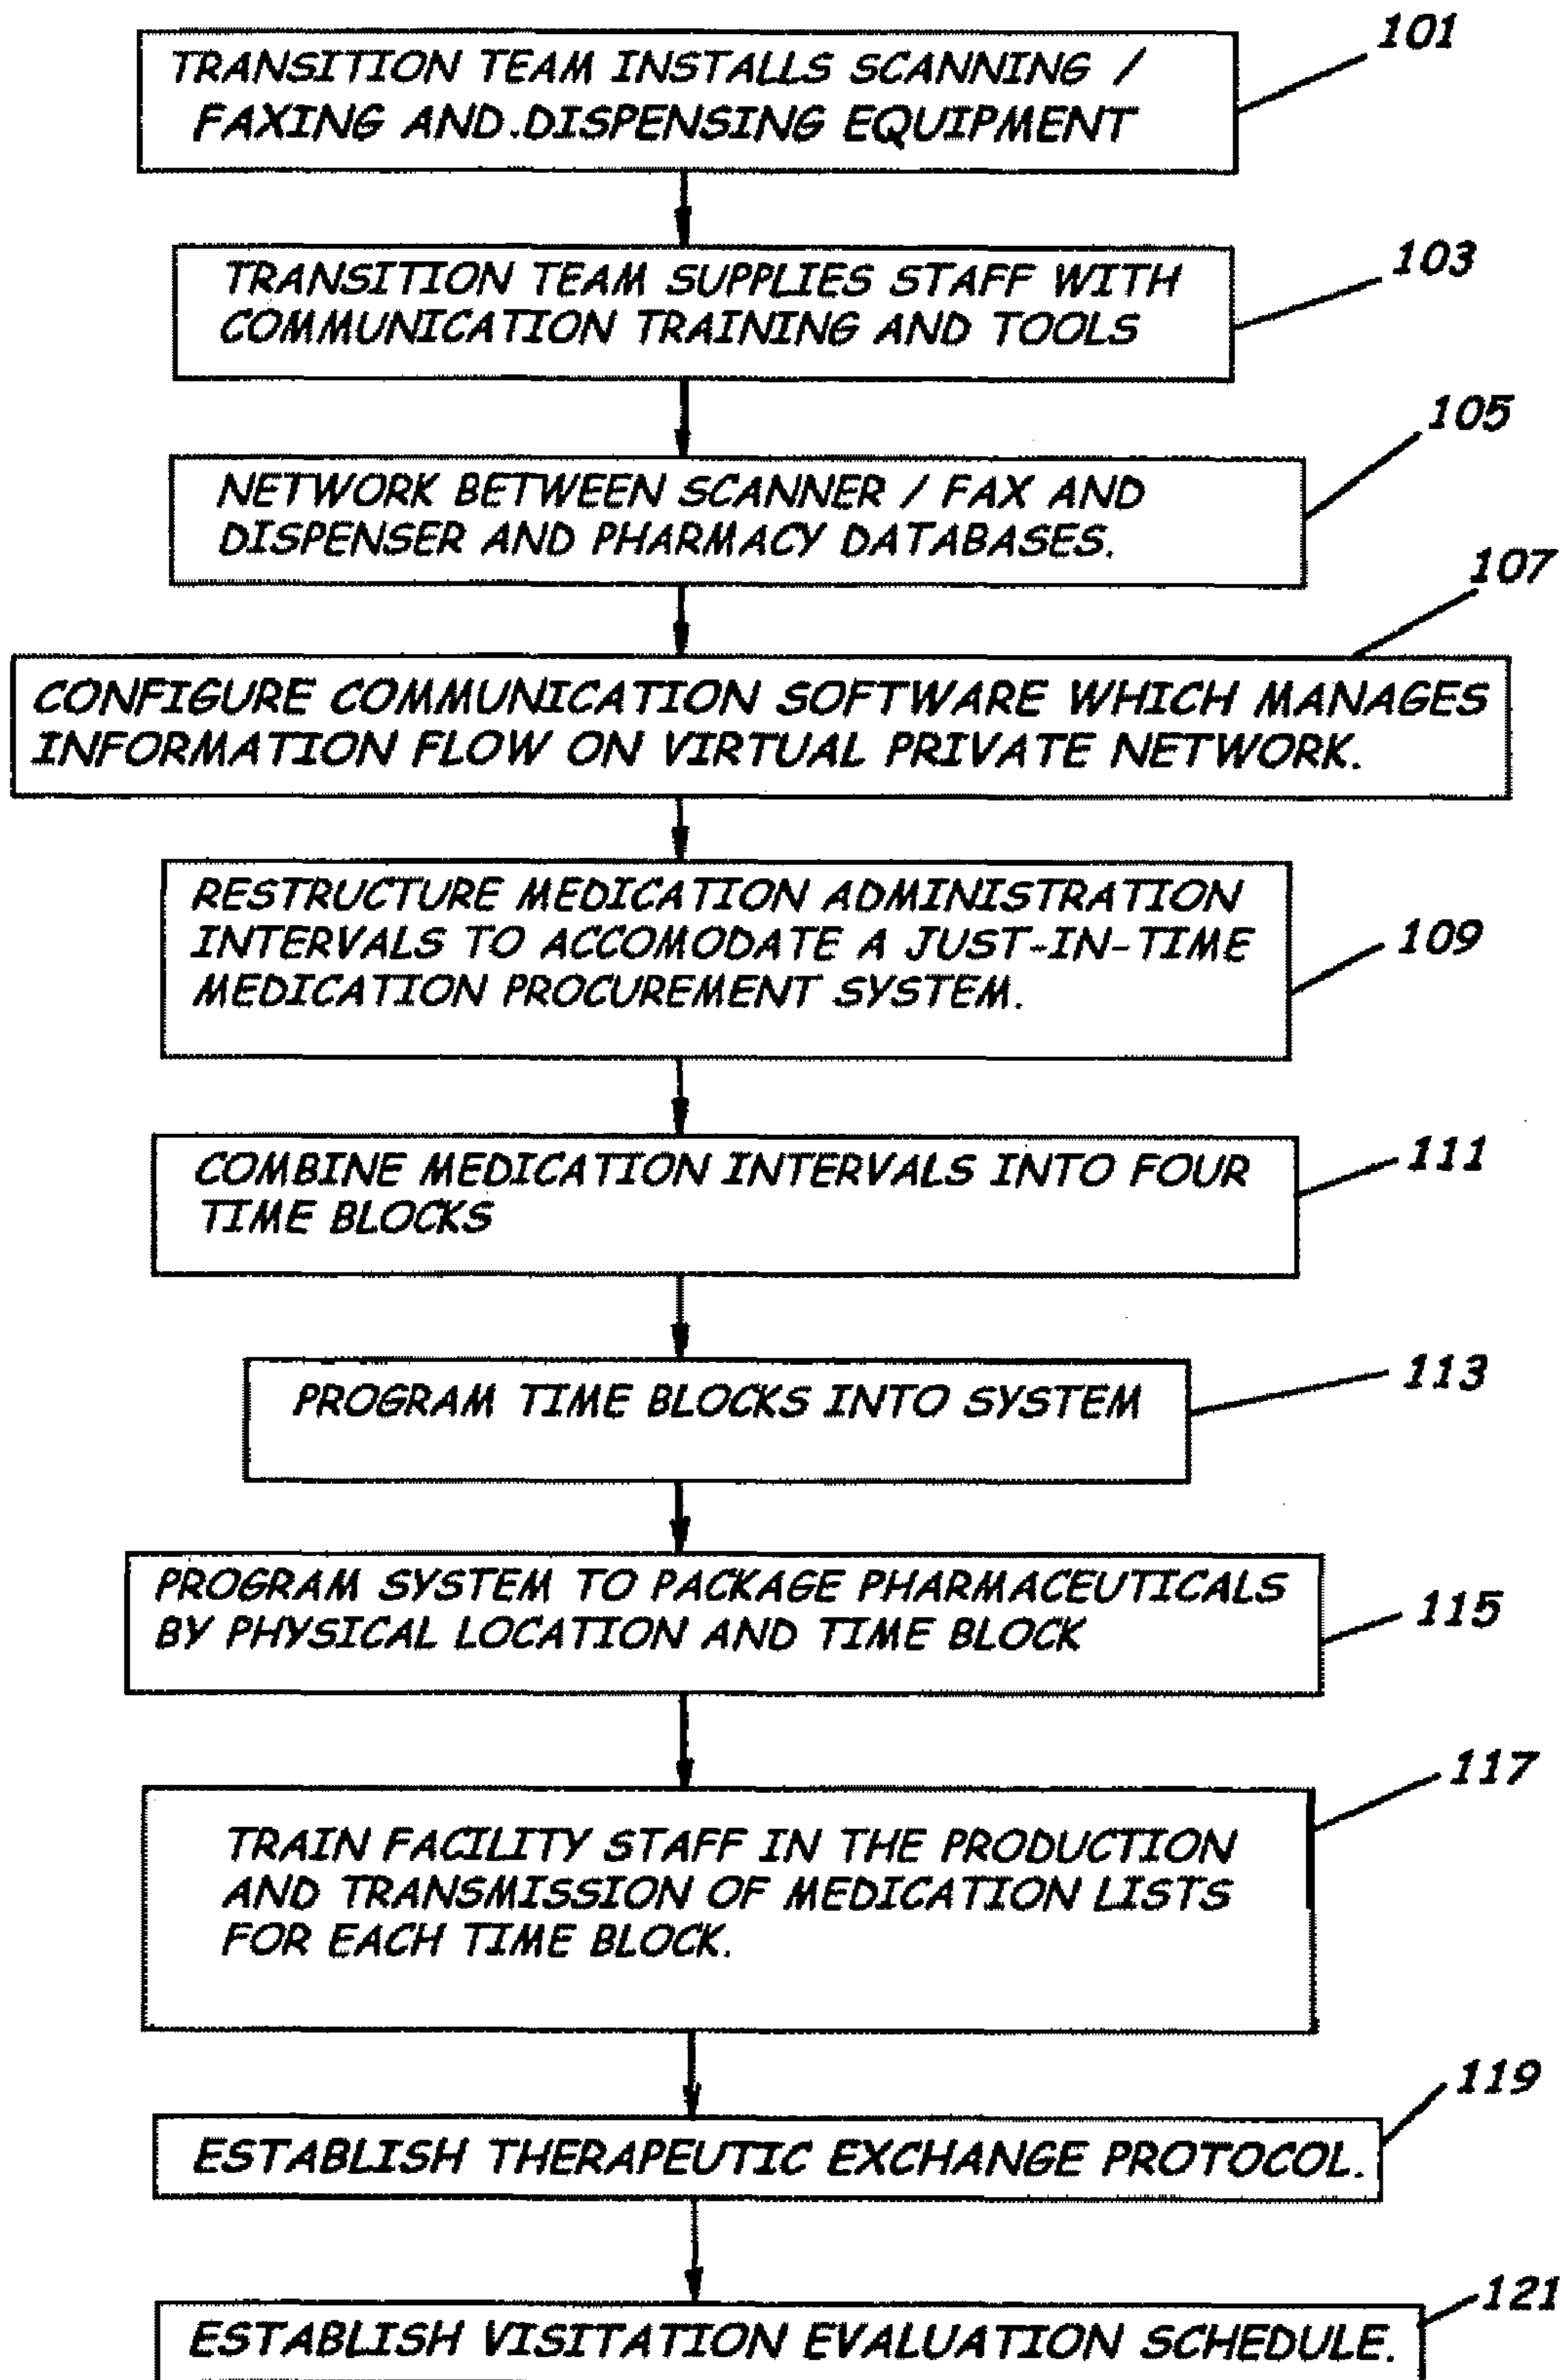 101
TRANSITION TEAM INSTALLS SCANNING /
FAXING AND.DISPENSING EQUIPMENT
103
TRANSITION TEAM SUPPLIES STAFF WITH
COMMUNICATION TRAINING AND TOOLS
105
NETWORK BETWEEN SCANNER / FAX AND
DISPENSER AND PHARMACY DATABASES.
107
CONFIGURE COMMUNICATION SOFTWARE WHICH MANAGES
INFORMATION FLOW ON VIRTUAL PRIVATE NETWORK.
109
RESTRUCTURE MEDICATION ADMINISTRATION
INTERVALS TO ACCOMODATE A JUST-IN-TIME
MEDICATION PROCUREMENT SYSTEM.
111
COMBINE MEDICATION INTERVALS INTO FOUR
TIME BLOCKS
113
PROGRAM TIME BLOCKS INTO SYSTEM
115
PROGRAM SYSTEM TO PACKAGE PHARMACEUTICALS
BY PHYSICAL LOCATION AND TIME BLOCK
117
TRAIN FACILITY STAFF IN THE PRODUCTION
AND TRANSMISSION OF MEDICATION LISTS
FOR EACH TIME BLOCK.
119
ESTABLISH THERAPEUTIC EXCHANGE PROTOCOL.
121
ESTABLISH VISITATION EVALUATION SCHEDULE.